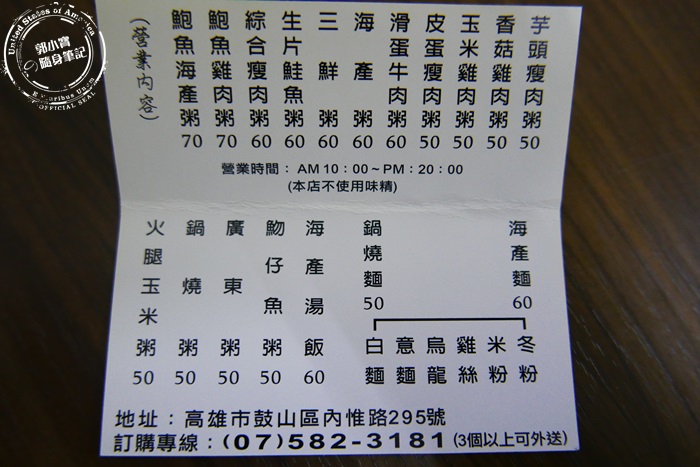 芋頭瘦肉粥 50
香菇雞肉粥 50
玉米雞肉粥 50
皮蛋瘦肉粥 50
滑蛋牛肉粥 60
海產粥 60
三鮮粥 60
生片鮭魚粥 60
綜合瘦肉粥 60
鮑魚雞肉粥 70
鮑魚海產粥 70
(營業內容)
營業時間：AM 10：00～PM：20：00
(本店不使用味精)
海產麵 60
鍋燒麵 50
冬粉
米粉
雞絲
烏龍
意麵
白麵
海產湯飯 60
魩仔魚粥 50
廣東粥 50
鍋燒粥 50
火腿玉米粥 50
地址：高雄市鼓山區內惟路295號
訂購專線：(07)582-3181 (3個以上可外送)
United States of America
郭小寶
の隨身筆記
E Pluribus Unum
OFFICIAL SEAL